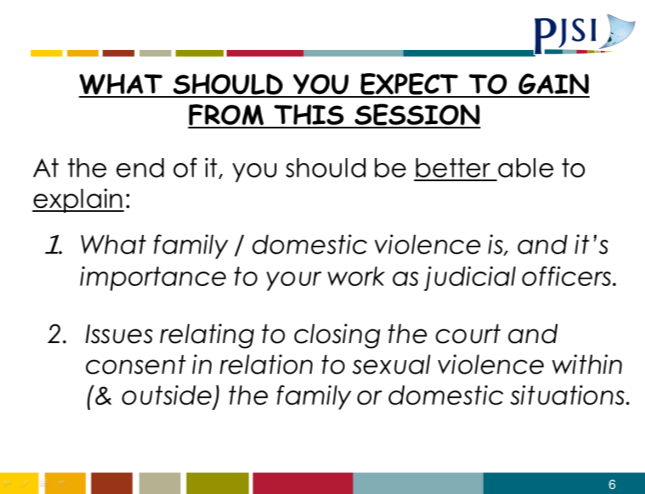 PJSI
WHAT SHOULD YOU EXPECT TO GAIN
FROM THIS SESSION
At the end of it, you should be better able to
explain:
1. What family / domestic violence is, and it’s
importance to your work as judicial officers.
2. Issues relating to closing the court and
consent in relation to sexual violence within
(& outside) the family or domestic situations.
6